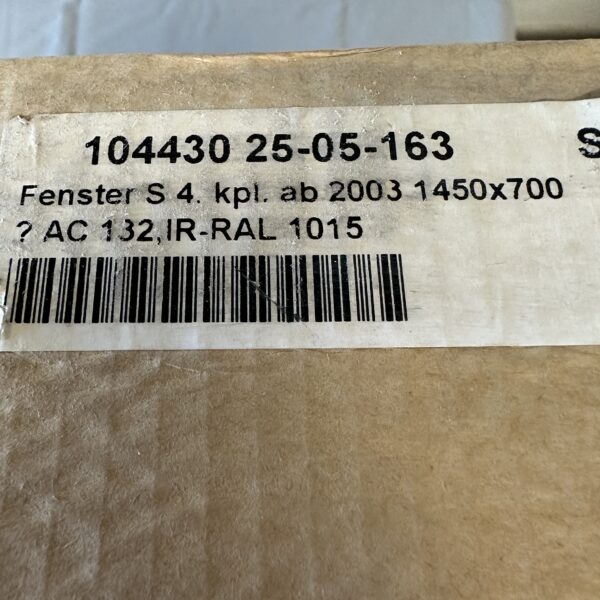 104430 25-05-163 S
Fenster S 4. kpl. ab 2003 1450x700
? AC 132,IR-RAL 1015